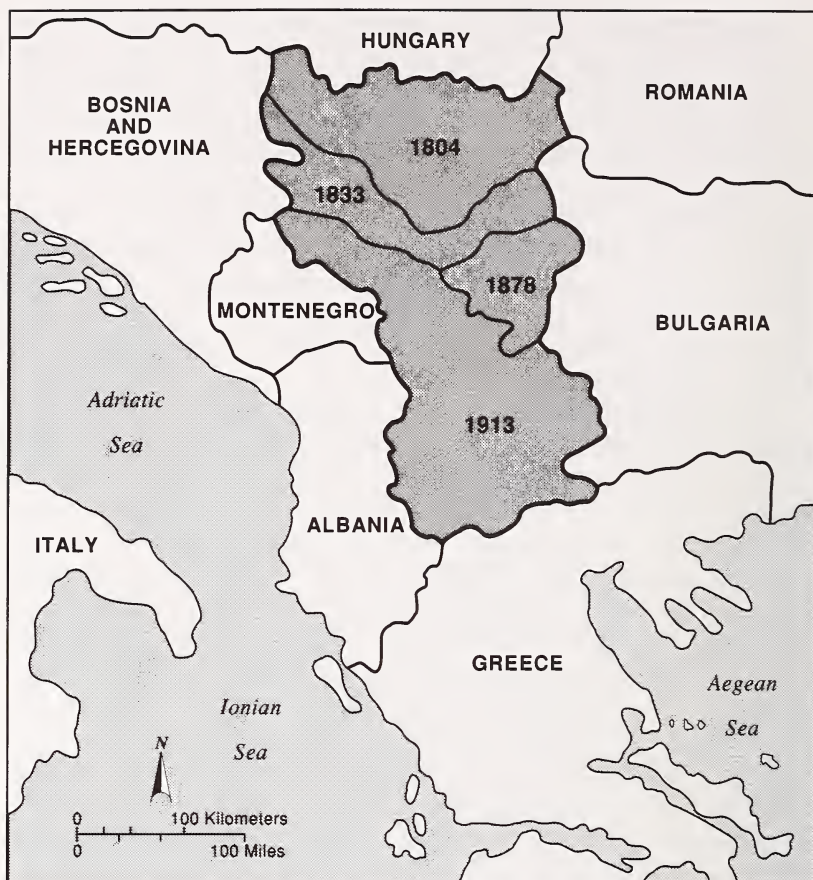 HUNGARY
ROMANIA
BOSNIA
AND
HERCEGOVINA
1804
1833
1878
MONTENEGRO
BULGARIA
Adriatic
Sea
1913
ALBANIA
ITALY
GREECE
Aegean
Sea
Ionian
Sea
N
0 100 Kilometers
0 100 Miles